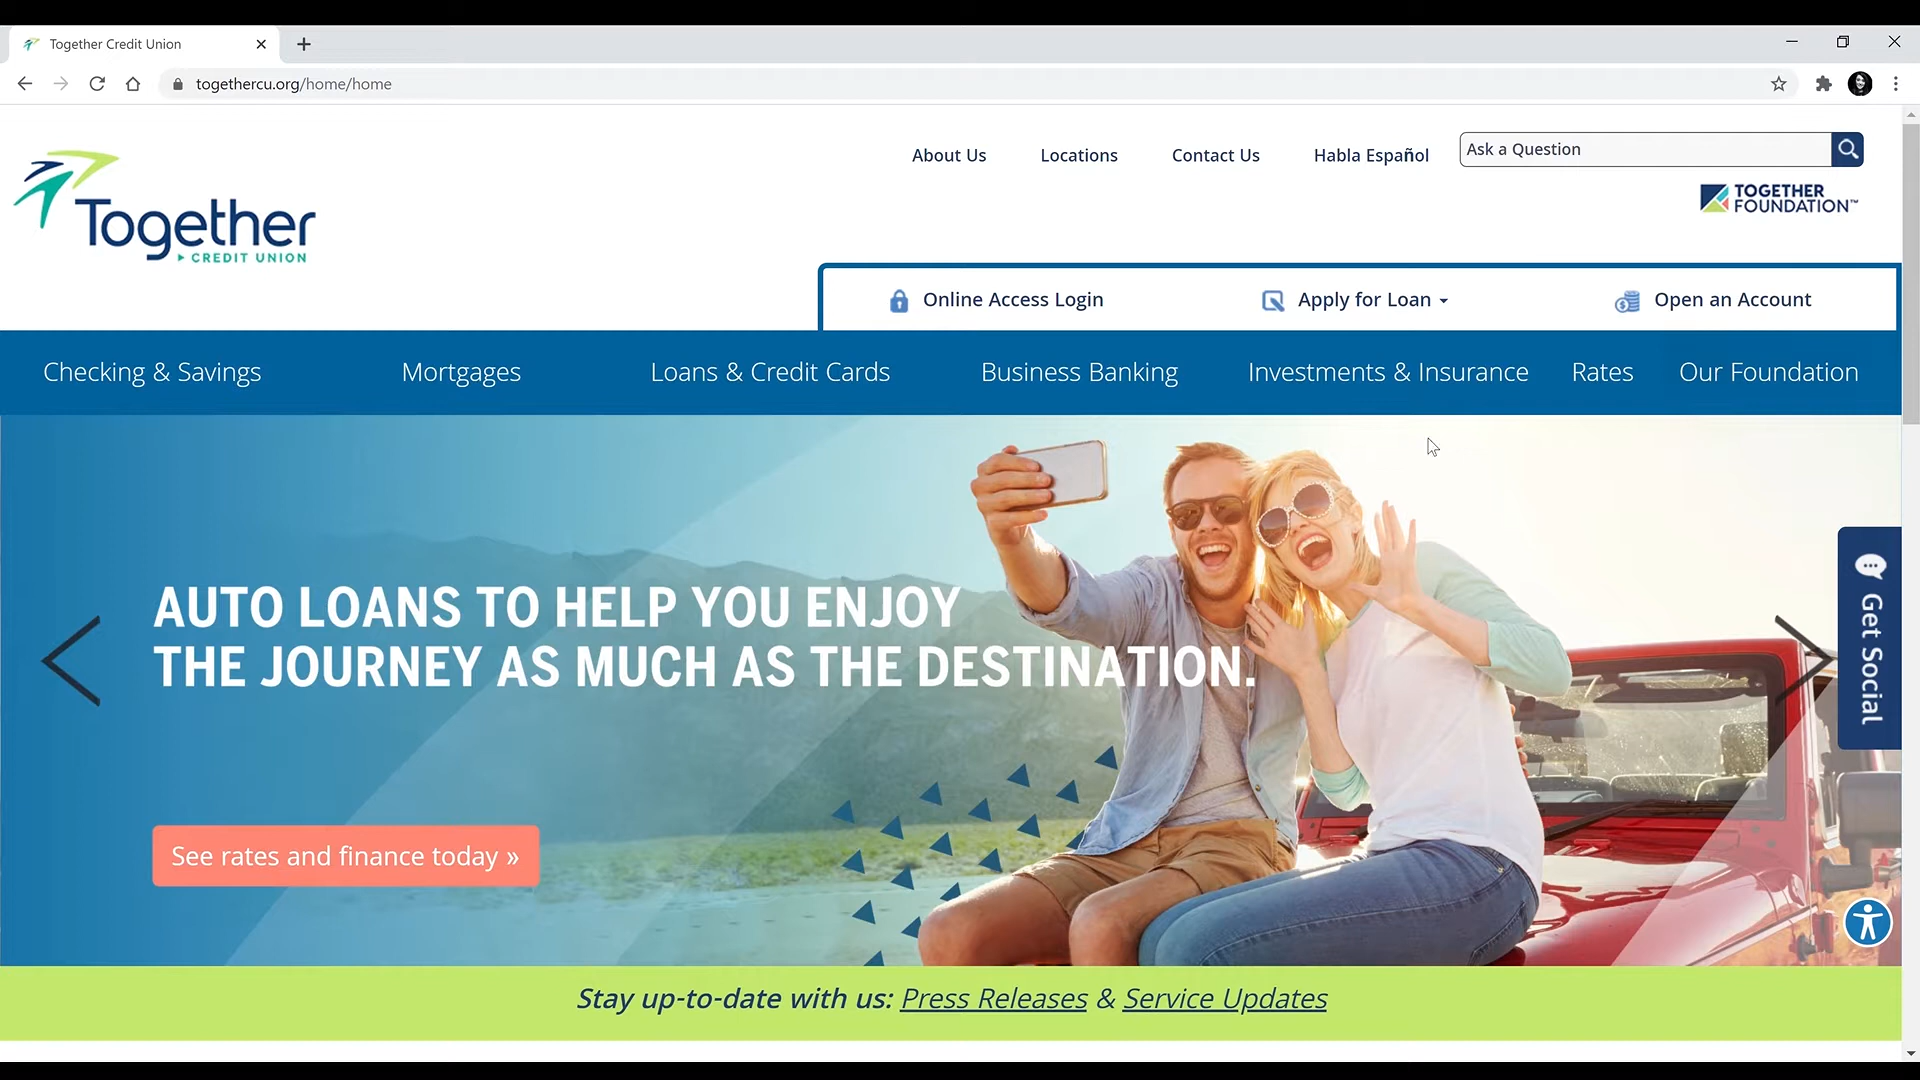 Together Credit Union
togethercu.org/home/home
About Us
Locations
Contact Us
Habla Español
Ask a Question
TOGETHER
FOUNDATION™
Together
CREDIT UNION
Online Access Login
Apply for Loan
Open an Account
Checking & Savings
Mortgages
Loans & Credit Cards
Business Banking
Investments & Insurance
Rates
Our Foundation
AUTO LOANS TO HELP YOU ENJOY
THE JOURNEY AS MUCH AS THE DESTINATION.
Get Social
See rates and finance today »
Stay up-to-date with us: Press Releases & Service Updates